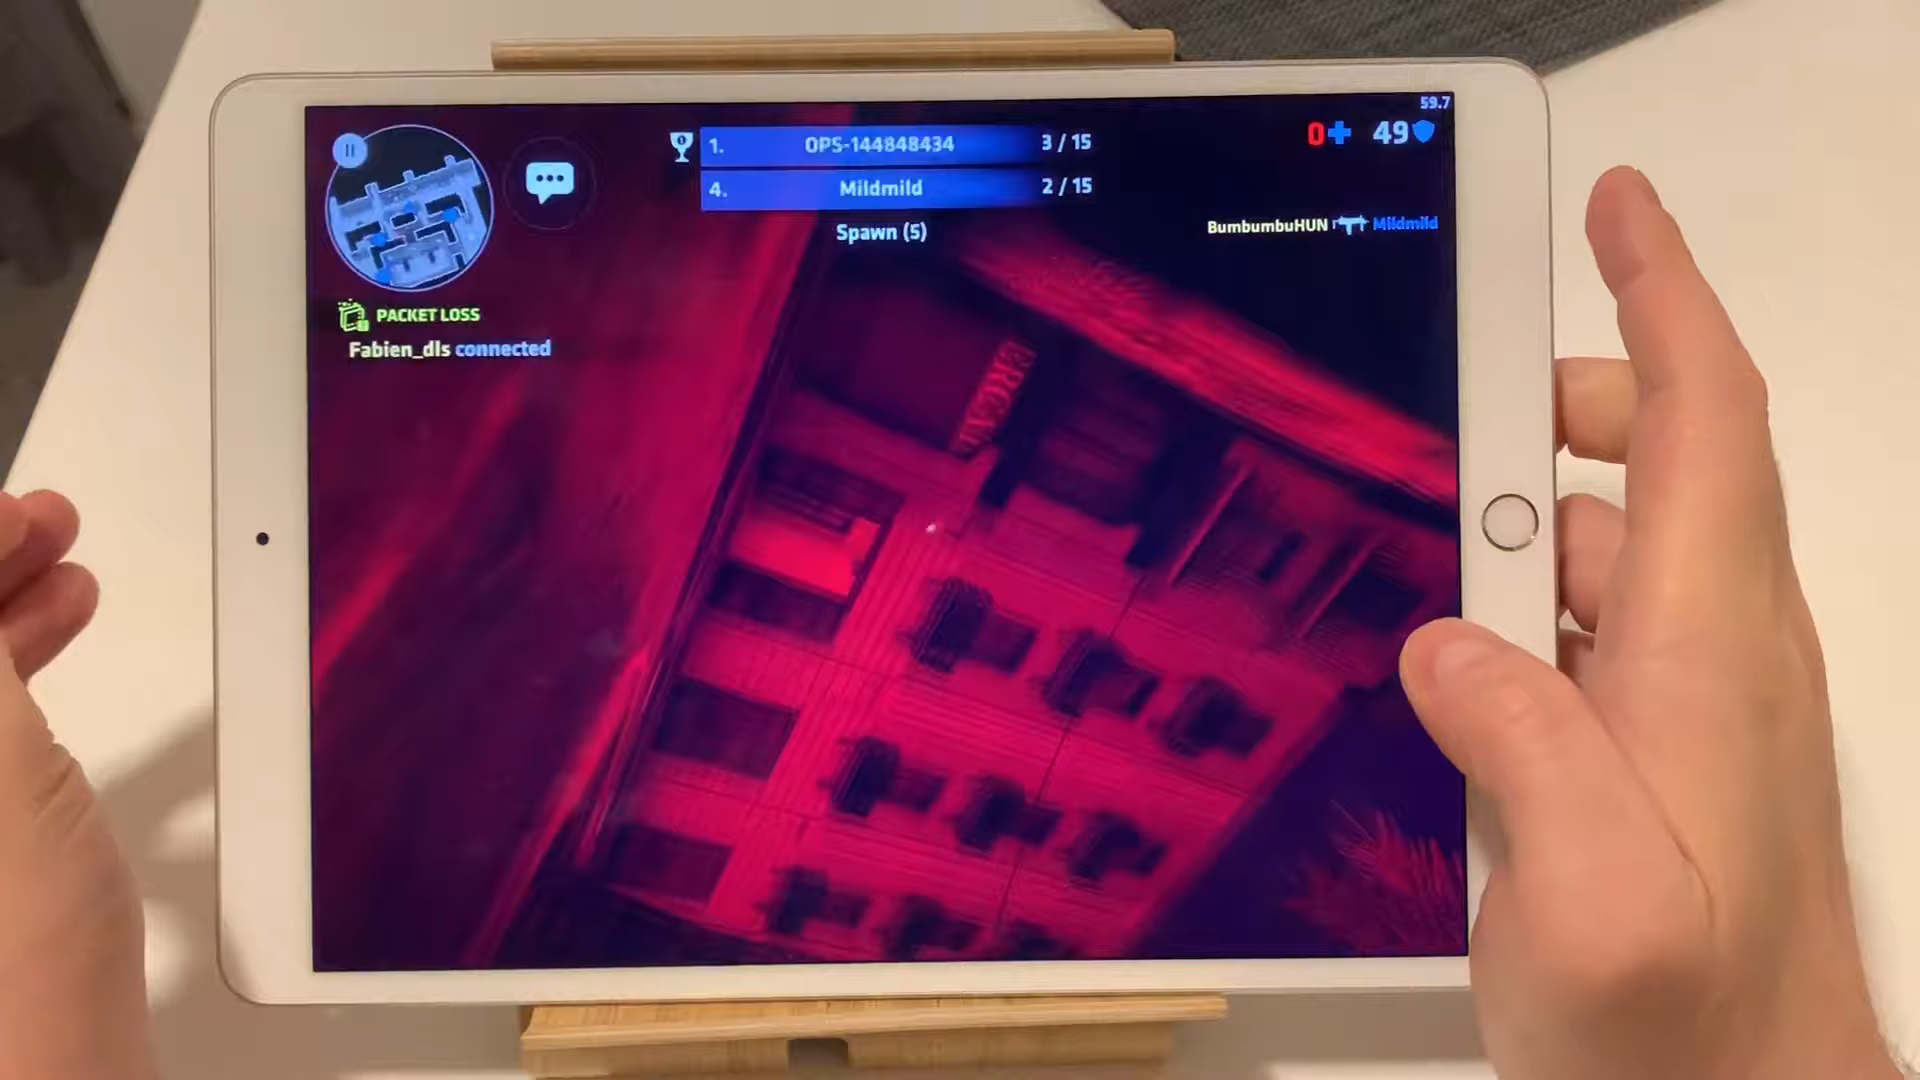 59.7
1. OPS-144848434 3 / 15
0 49
4. Mildmild 2 / 15
Spawn (5)
BumbumbuHUN Mildmild
PACKET LOSS
Fabien_dls connected